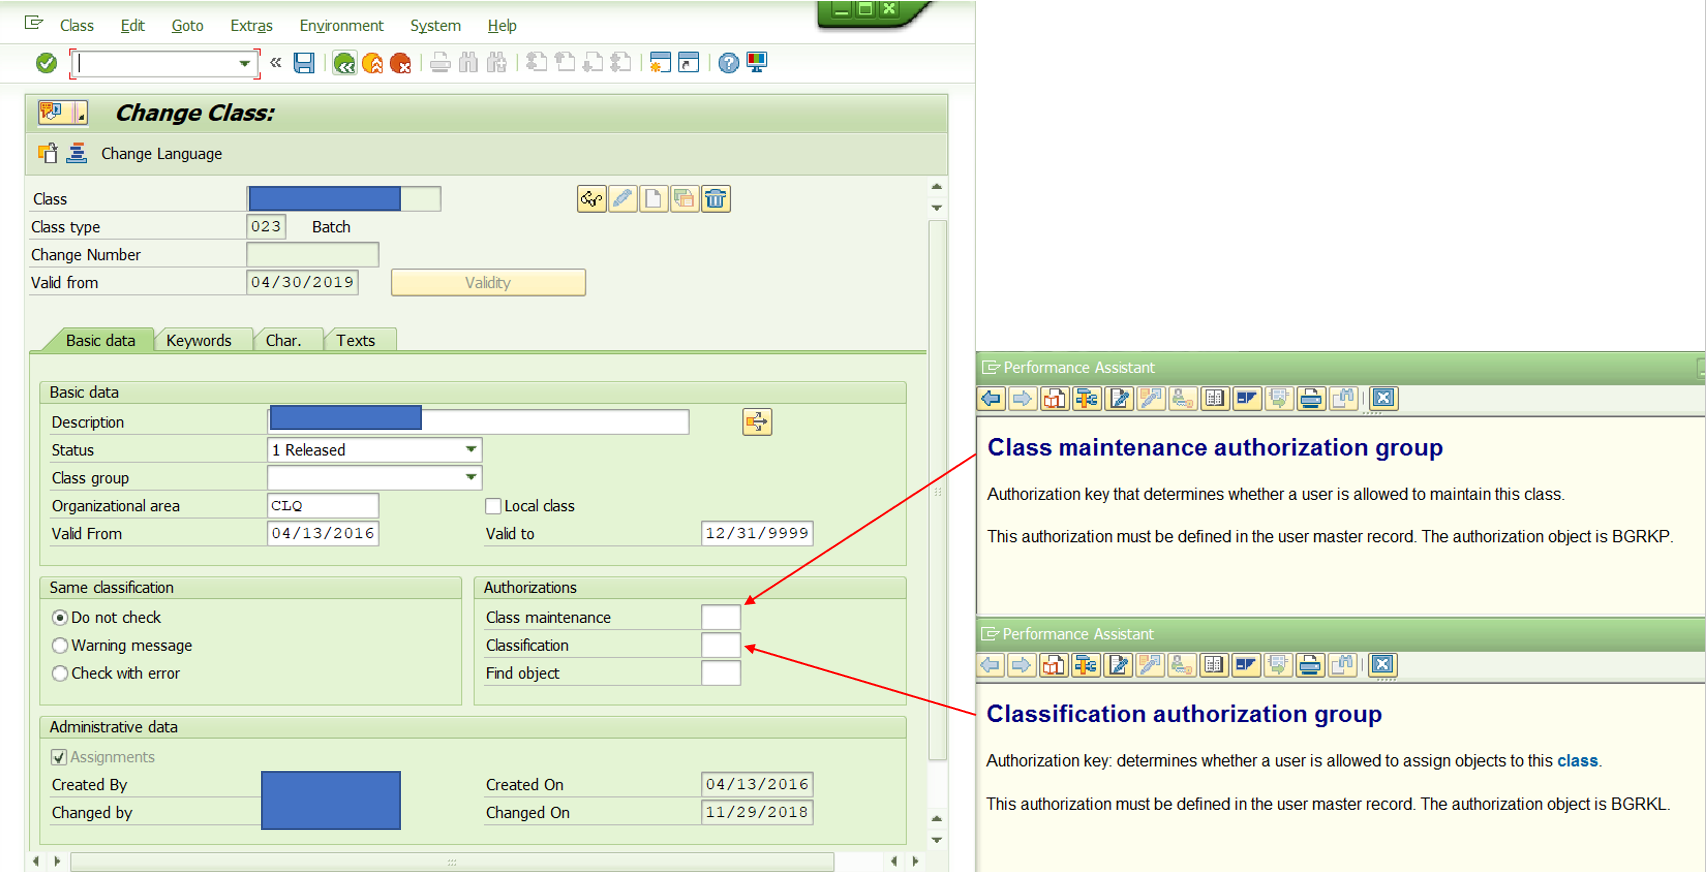 Class Edit Goto Extras Environment System Help
Change Class:
Change Language
Class
Class type 023 Batch
Change Number
Valid from 04/30/2019 Validity
Basic data Keywords Char. Texts
Basic data
Description
Status 1 Released
Class group
Organizational area CLQ Local class
Valid From 04/13/2016 Valid to 12/31/9999
Same classification
Do not check
Warning message
Check with error
Authorizations
Class maintenance
Classification
Find object
Administrative data
Assignments
Created By Created On 04/13/2016
Changed by Changed On 11/29/2018
Performance Assistant
Class maintenance authorization group
Authorization key that determines whether a user is allowed to maintain this class.
This authorization must be defined in the user master record. The authorization object is BGRKP.
Performance Assistant
Classification authorization group
Authorization key: determines whether a user is allowed to assign objects to this class.
This authorization must be defined in the user master record. The authorization object is BGRKL.